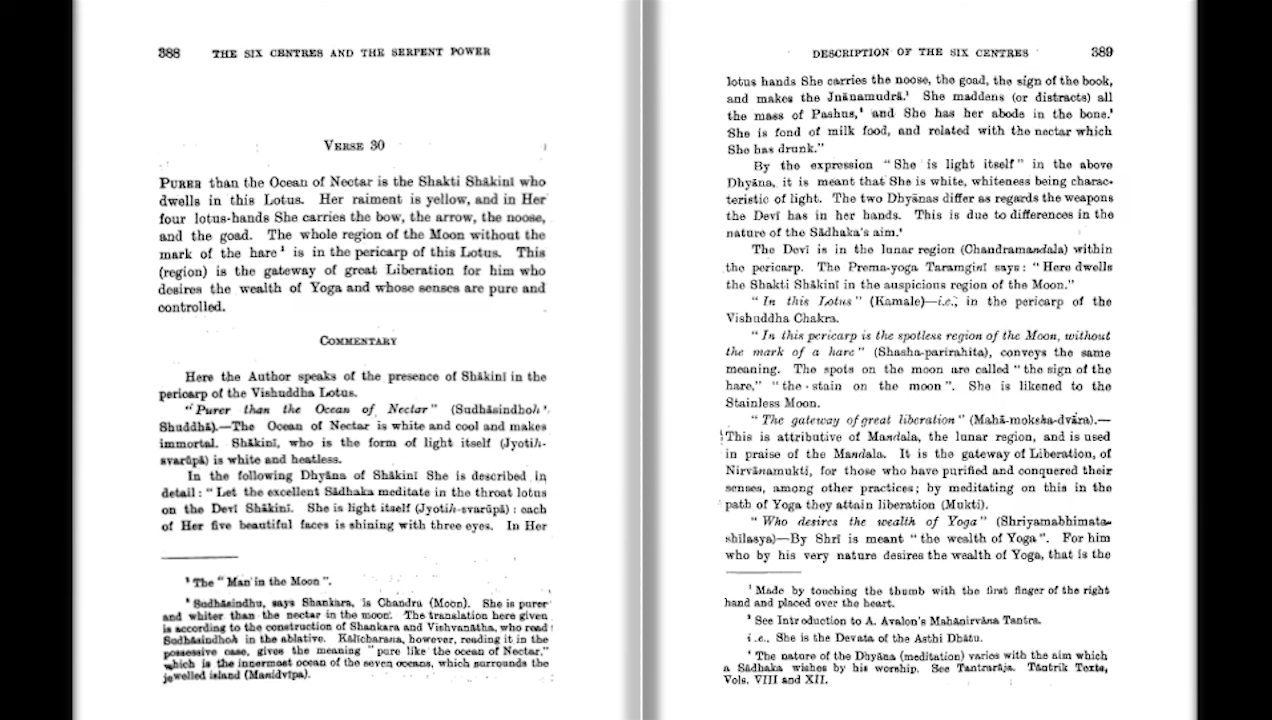 388 THE SIX CENTRES AND THE SERPENT POWER
VERSE 30
PURER than the Ocean of Nectar is the Shakti Shākinī who
dwells in this Lotus. Her raiment is yellow, and in Her
four lotus-hands She carries the bow, the arrow, the noose,
and the goad. The whole region of the Moon without the
mark of the hare¹ is in the pericarp of this Lotus. This
(region) is the gateway of great Liberation for him who
desires the wealth of Yoga and whose senses are pure and
controlled.
COMMENTARY
Here the Author speaks of the presence of Shākinī in the
pericarp of the Vishuddha Lotus.
"Purer than the Ocean of Nectar" (Sudhāsindhoh²
Shuddhā).—The Ocean of Nectar is white and cool and makes
immortal. Shākinī, who is the form of light itself (Jyotih-
svarūpā) is white and heatless.
In the following Dhyāna of Shākinī She is described in
detail: "Let the excellent Sādhaka meditate in the throat lotus
on the Devī Shākinī. She is light itself (Jyotih-svarūpā): each
of Her five beautiful faces is shining with three eyes. In Her
¹ The "Man in the Moon".
² Sudhāsindhu, says Shankara, is Chandra (Moon). She is purer
and whiter than the nectar in the moon. The translation here given
is according to the construction of Shankara and Vishvanātha, who read
Sudhāsindhoh in the ablative. Kālīcharana, however, reading it in the
possessive case, gives the meaning "pure like the ocean of Nectar,"
which is the innermost ocean of the seven oceans, which surrounds the
jewelled island (Manidvīpa).
DESCRIPTION OF THE SIX CENTRES 389
lotus hands She carries the noose, the goad, the sign of the book,
and makes the Jnānamudrā.¹ She maddens (or distracts) all
the mass of Pashus,² and She has her abode in the bone.³
She is fond of milk food, and related with the nectar which
She has drunk."
By the expression "She is light itself" in the above
Dhyāna, it is meant that She is white, whiteness being charac-
teristic of light. The two Dhyānas differ as regards the weapons
the Devī has in her hands. This is due to differences in the
nature of the Sādhaka's aim.⁴
The Devī is in the lunar region (Chandramandala) within
the pericarp. The Prema-yoga Taramginī says: "Here dwells
the Shakti Shākinī in the auspicious region of the Moon."
"In this Lotus" (Kamale)—i.e., in the pericarp of the
Vishuddha Chakra.
"In this pericarp is the spotless region of the Moon, without
the mark of a hare" (Shasha-parirahita), conveys the same
meaning. The spots on the moon are called "the sign of the
hare," "the stain on the moon". She is likened to the
Stainless Moon.
"The gateway of great liberation" (Mahā-moksha-dvāra).—
This is attributive of Mandala, the lunar region, and is used
in praise of the Mandala. It is the gateway of Liberation, of
Nirvānamukti, for those who have purified and conquered their
senses, among other practices; by meditating on this in the
path of Yoga they attain liberation (Mukti).
"Who desires the wealth of Yoga" (Shriyamabhimata-
shīlasya)—By Shrī is meant "the wealth of Yoga". For him
who by his very nature desires the wealth of Yoga, that is the
¹ Made by touching the thumb with the first finger of the right
hand and placed over the heart.
² See Introduction to A. Avalon's Mahānirvāna Tantra.
i.e., She is the Devata of the Asthi Dhātu.
⁴ The nature of the Dhyāna (meditation) varies with the aim which
a Sādhaka wishes by his worship. See Tantrarāja. Tāntrik Texts,
Vols. VIII and XII.